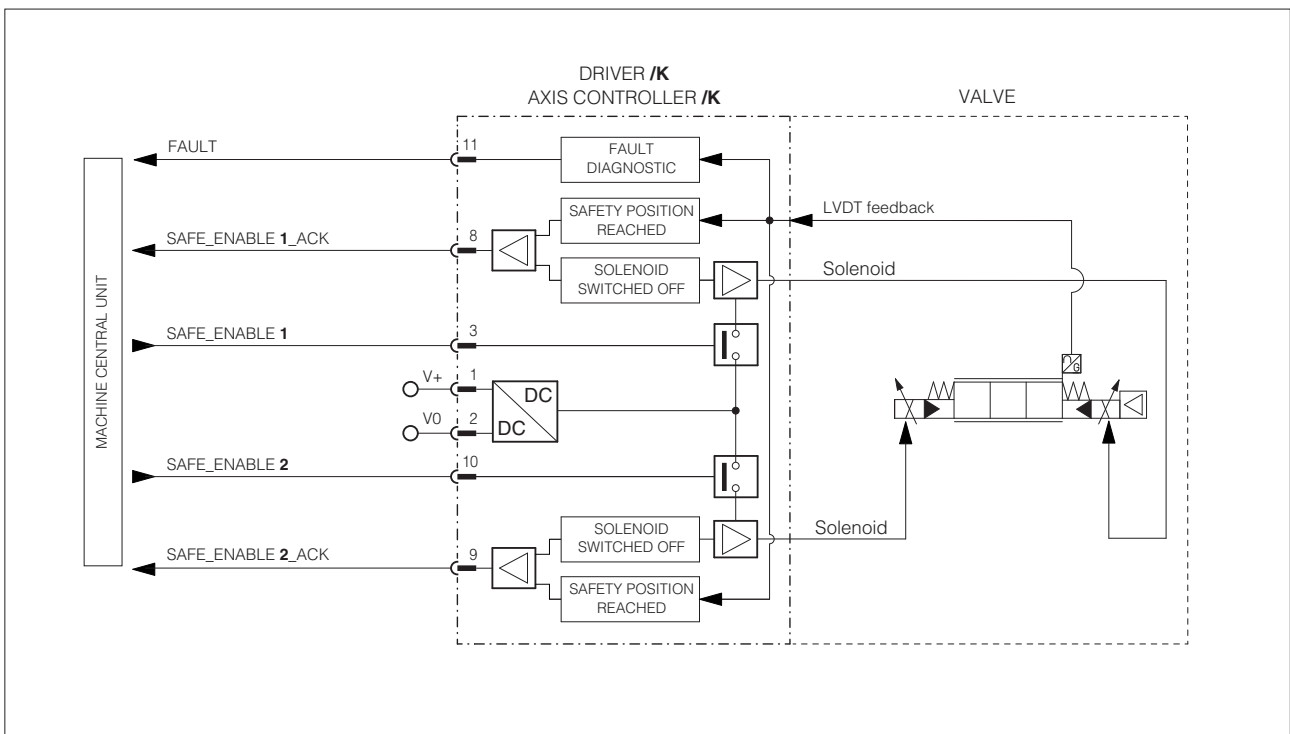 DRIVER /K
AXIS CONTROLLER /K
VALVE
MACHINE CENTRAL UNIT
FAULT
11
FAULT
DIAGNOSTIC
SAFETY POSITION
REACHED
LVDT feedback
SAFE_ENABLE 1_ACK
8
SOLENOID
SWITCHED OFF
Solenoid
SAFE_ENABLE 1
3
V+
1
DC
DC
V0
2
G
SAFE_ENABLE 2
10
SOLENOID
SWITCHED OFF
Solenoid
SAFE_ENABLE 2_ACK
9
SAFETY POSITION
REACHED